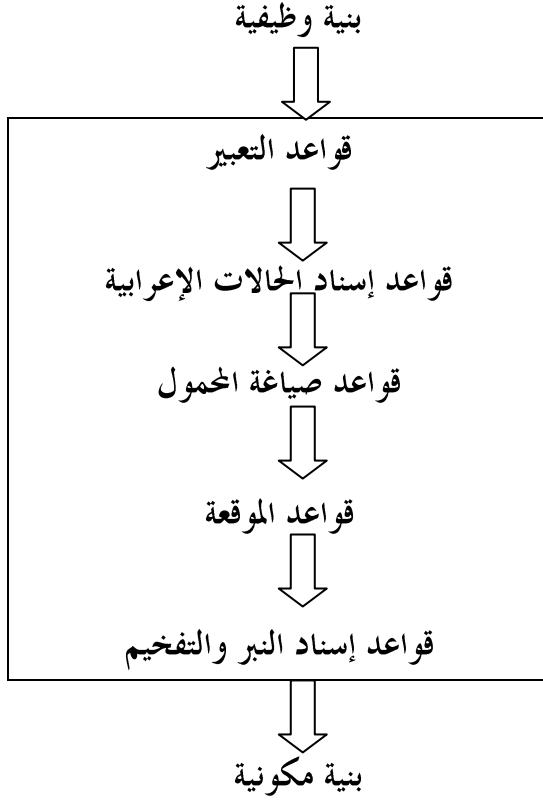 بنية وظيفية
قواعد التعبير
قواعد إسناد الحالات الإعرابية
قواعد صياغة المحمول
قواعد الموقعة
قواعد إسناد النبر والتفخيم
بنية مكونية